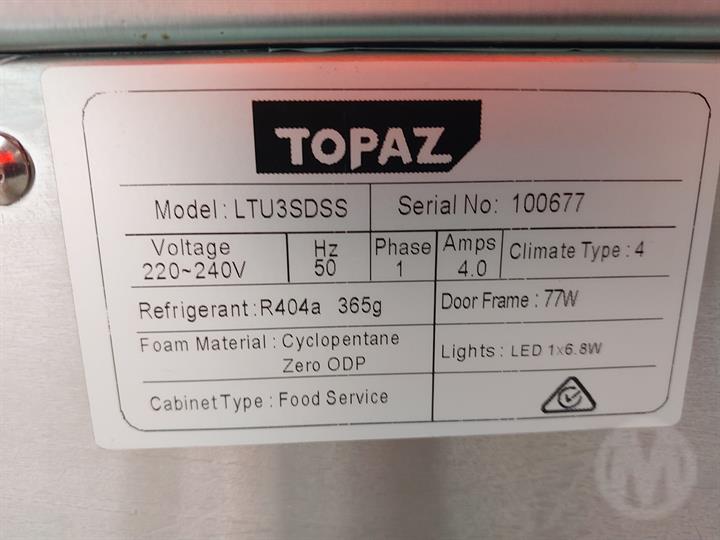 TOPAZ
Model: LTU3SDSS Serial No: 100677
Voltage 220~240V Hz 50 Phase 1 Amps 4.0 Climate Type: 4
Refrigerant: R404a 365g Door Frame: 77W
Foam Material: Cyclopentane
Zero ODP
Lights: LED 1x6.8W
Cabinet Type: Food Service
M